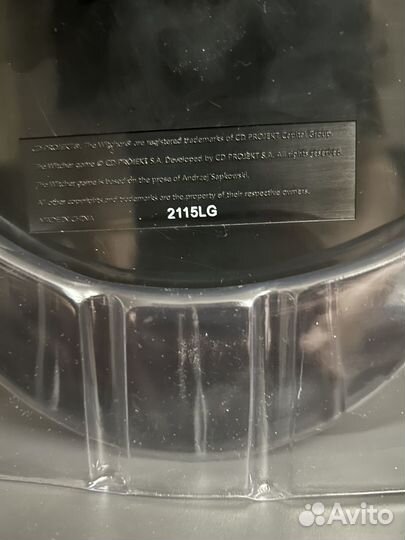 CD PROJEKT®, The Witcher® are registered trademarks of CD PROJEKT Capital Group.
The Witcher game © CD PROJEKT S.A. Developed by CD PROJEKT S.A. All rights reserved.
The Witcher game is based on the prose of Andrzej Sapkowski.
All other copyrights and trademarks are the property of their respective owners.
MADE IN CHINA
2115LG
Avito